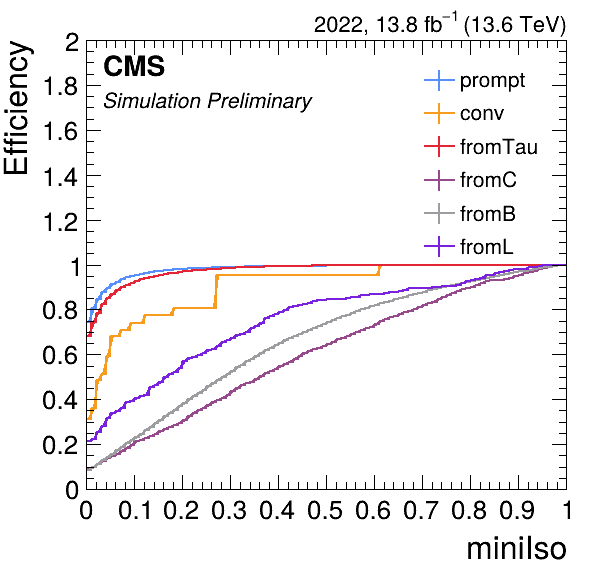 2022, 13.8 fb⁻¹ (13.6 TeV)
Efficiency
CMS
Simulation Preliminary
prompt
conv
fromTau
fromC
fromB
fromL
2
1.8
1.6
1.4
1.2
1
0.8
0.6
0.4
0.2
0
0 0.1 0.2 0.3 0.4 0.5 0.6 0.7 0.8 0.9 1
miniIso